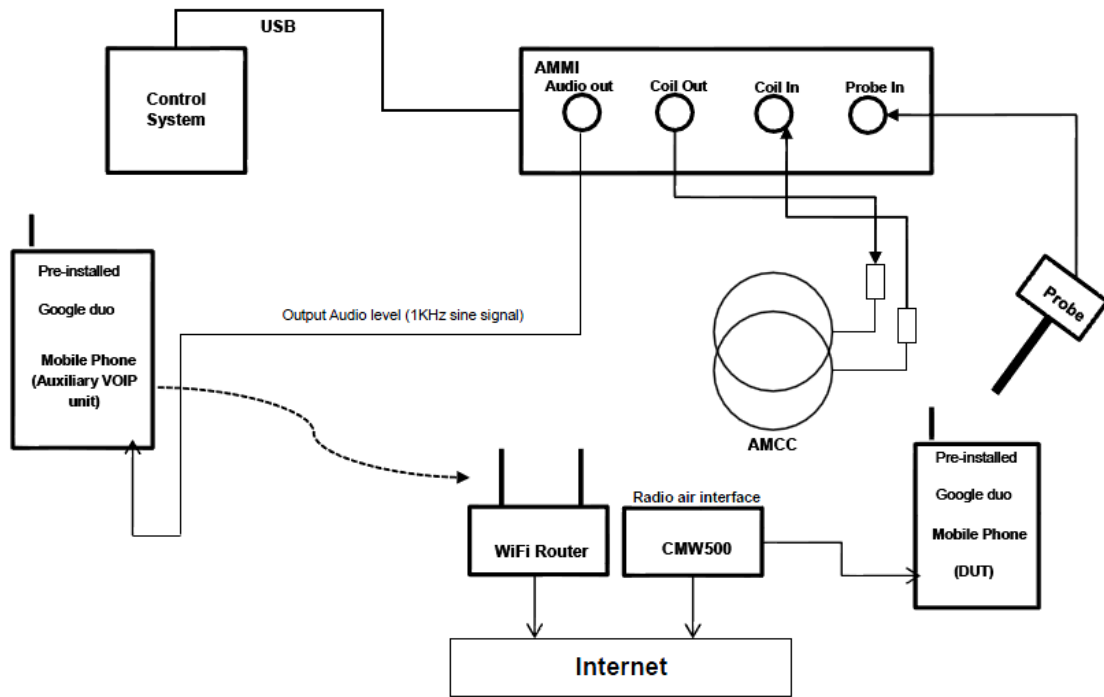 USB
Control
System
AMMI
Audio out
Coil Out
Coil In
Probe In
Pre-installed
Google duo
Mobile Phone
(Auxiliary VOIP
unit)
Output Audio level (1KHz sine signal)
Probe
AMCC
Radio air interface
WiFi Router
CMW500
Pre-installed
Google duo
Mobile Phone
(DUT)
Internet